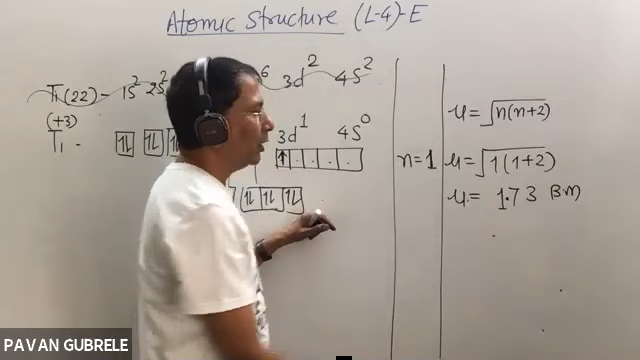 Atomic Structure (L-4)-E
Ti(22) - 1s² 2s² ⁶ 3d² 4s²
(+3)
Ti - 3d¹ 4s⁰
n=1
μ = √n(n+2)
μ = √1(1+2)
μ = 1.73 B.M
PAVAN GUBRELE